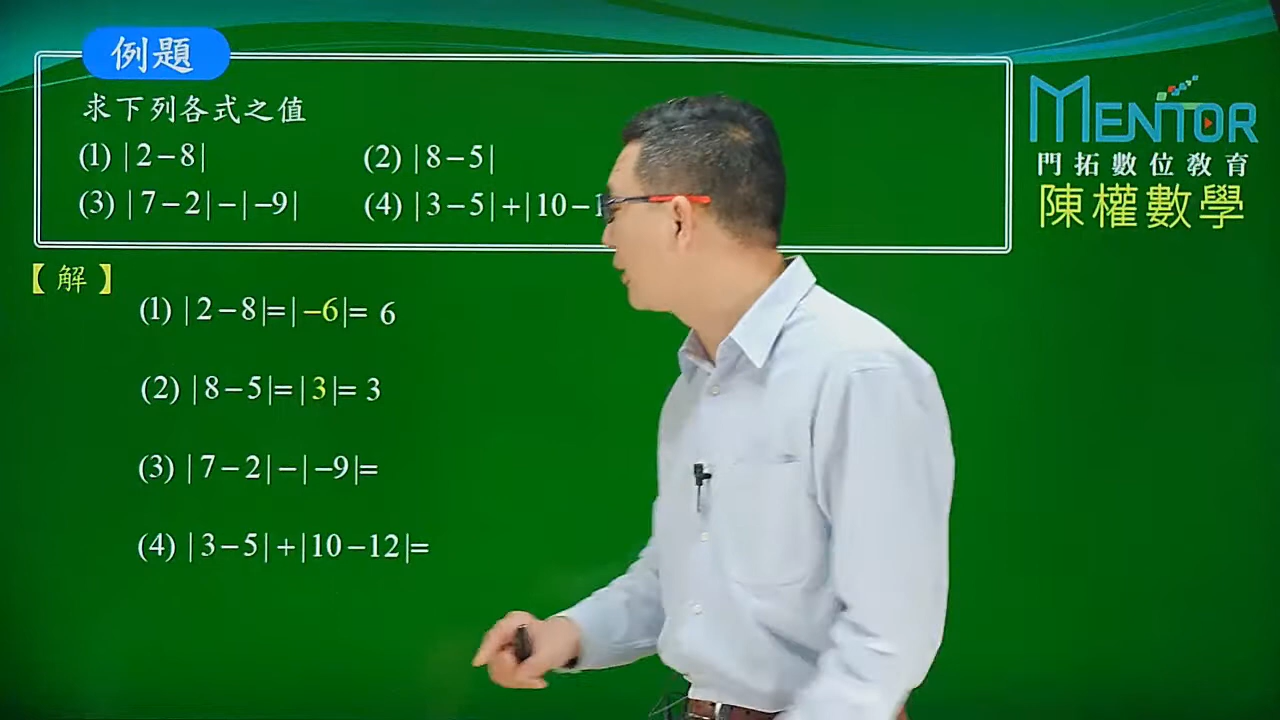 例題
求下列各式之值
(1) |2−8| (2) |8−5|
(3) |7−2|−|−9| (4) |3−5|+|10−1
MENTOR
門拓數位教育
陳權數學
【解】
(1) |2−8|=|−6|= 6
(2) |8−5|=|3|= 3
(3) |7−2|−|−9|=
(4) |3−5|+|10−12|=